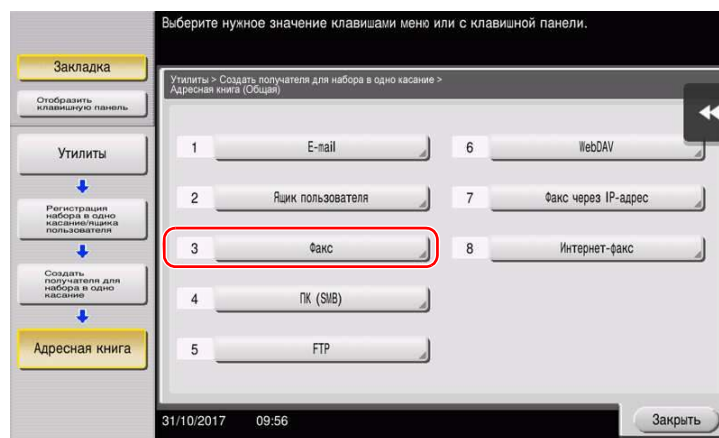 Выберите нужное значение клавишами меню или с клавишной панели.
Закладка
Отобразить
клавишную панель
Утилиты
Регистрация
набора в одно
касание/ящика
пользователя
Создать
получателя для
набора в одно
касание
Адресная книга
Утилиты > Создать получателя для набора в одно касание >
Адресная книга (Общая)
1 E-mail
2 Ящик пользователя
3 Факс
4 ПК (SMB)
5 FTP
6 WebDAV
7 Факс через IP-адрес
8 Интернет-факс
31/10/2017 09:56
Закрыть